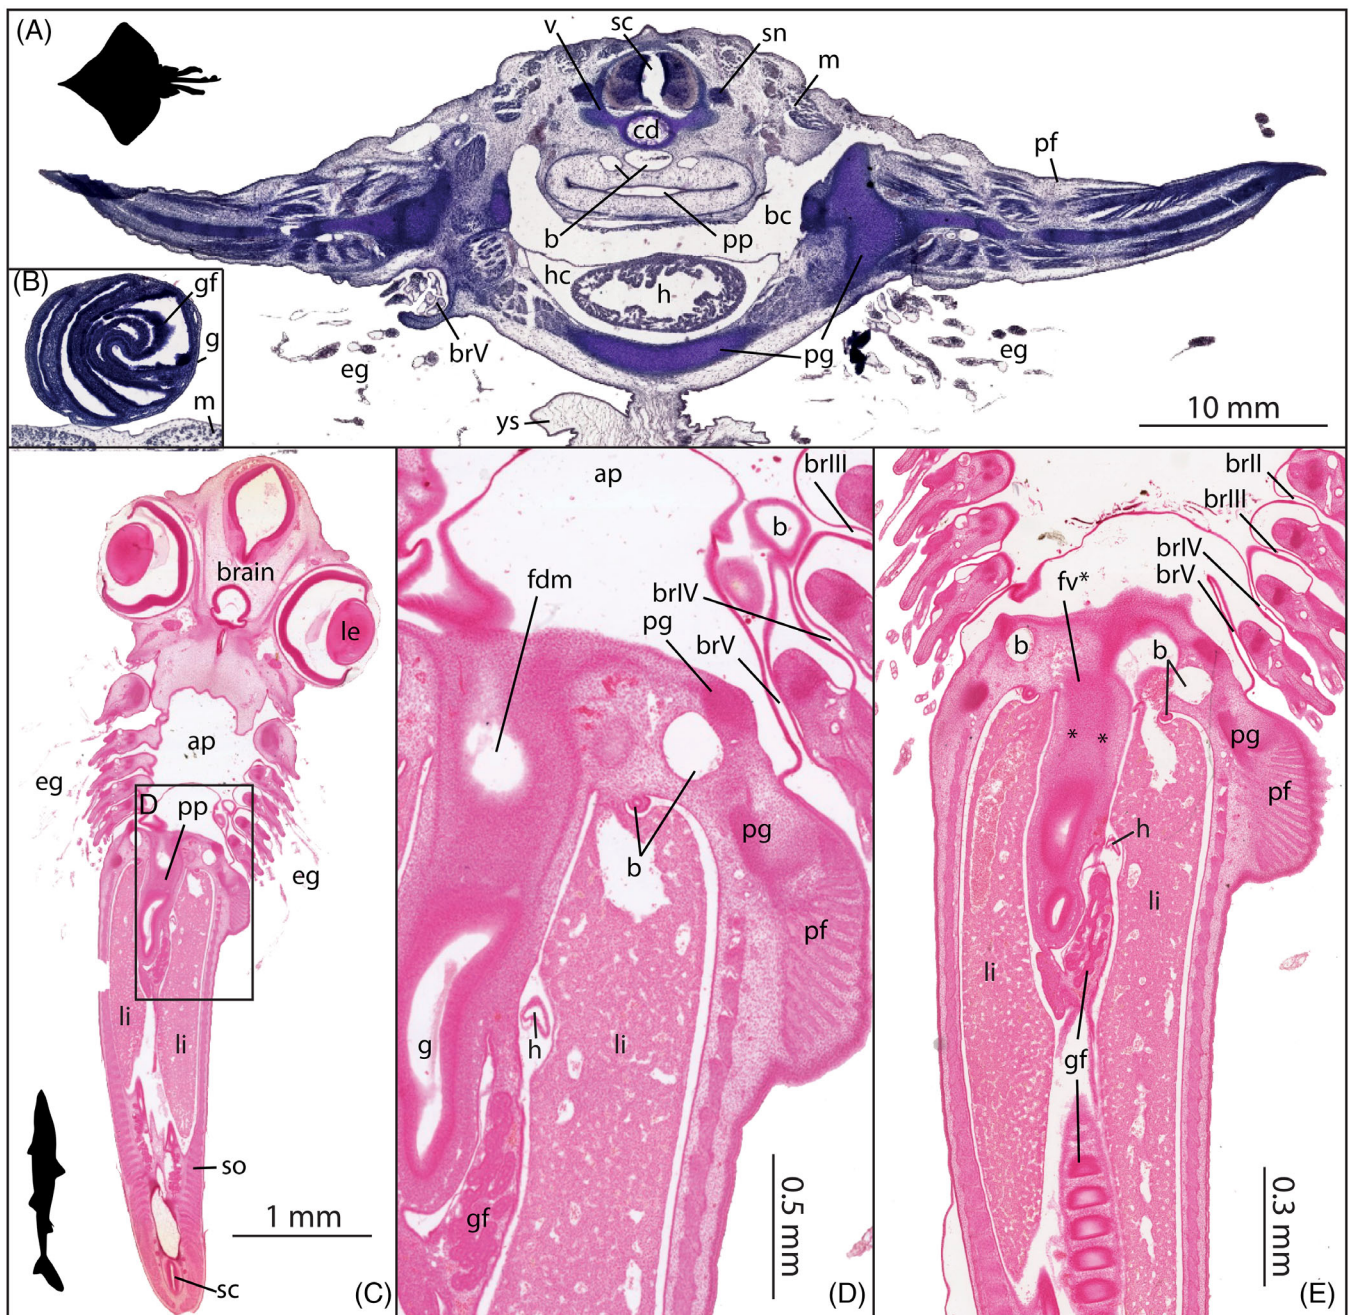 (A)
v
sc
sn
m
cd
pf
b
pp
bc
hc
h
brV
pg
eg
eg
ys
10 mm
(B)
gf
g
m
brain
le
ap
eg
D
pp
eg
li
li
so
1 mm
sc
(C)
ap
brIII
b
fdm
brIV
pg
brV
pg
b
pf
g
h
li
gf
0.5 mm
(D)
brII
brIII
brIV
brV
fv*
b
b
* *
pg
pf
h
li
li
gf
0.3 mm
(E)